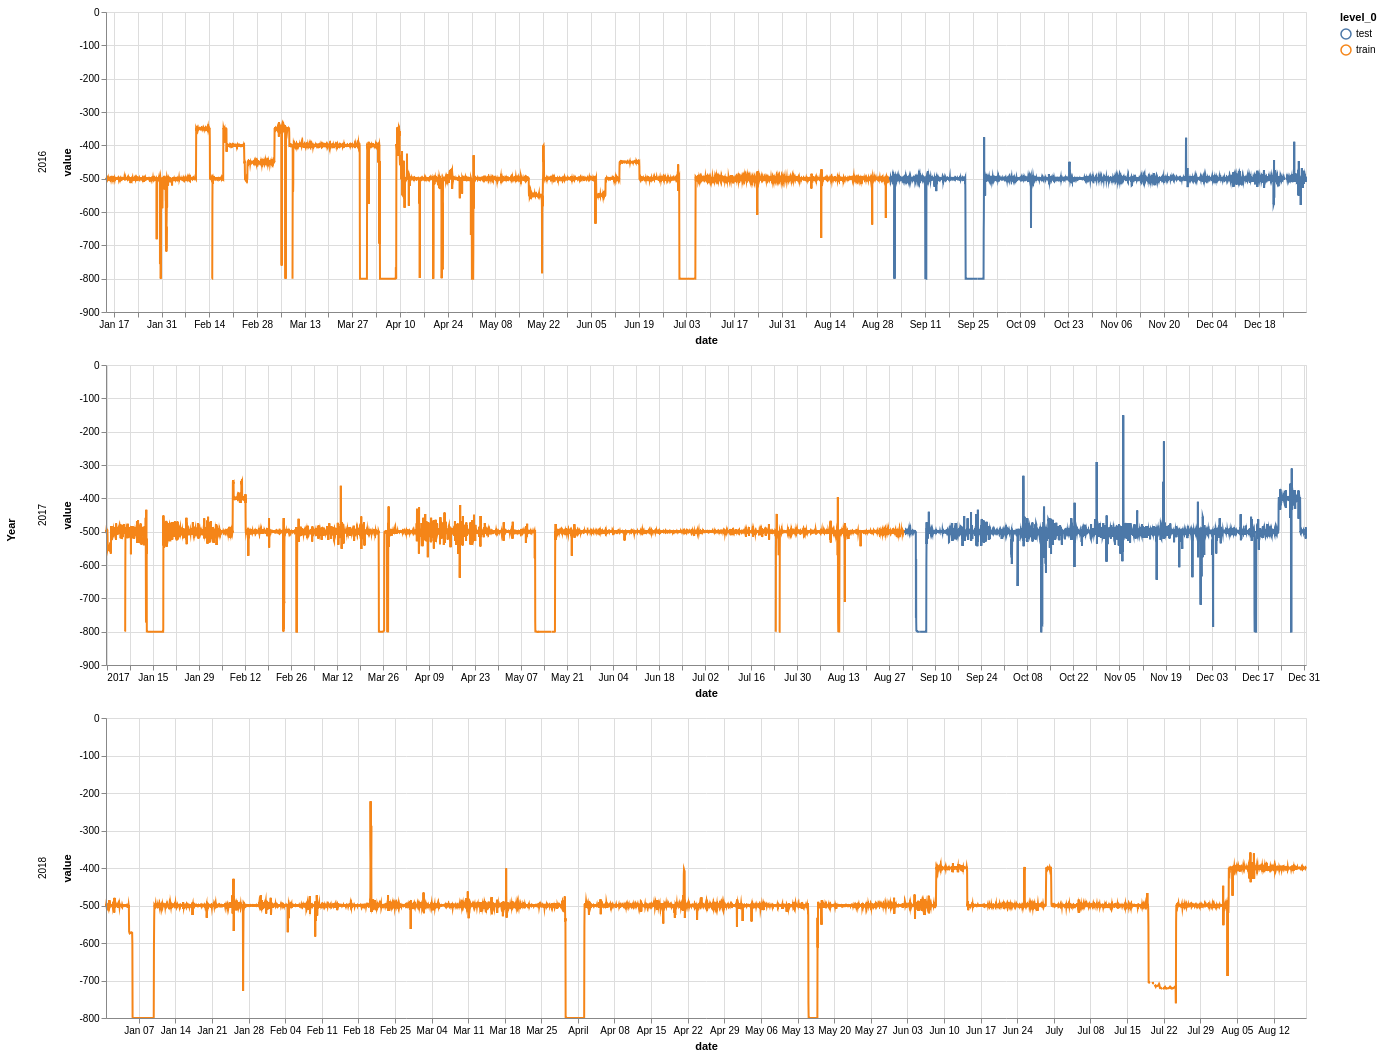 level_0
test
train
Year
2016
value
0
-100
-200
-300
-400
-500
-600
-700
-800
-900
Jan 17 Jan 31 Feb 14 Feb 28 Mar 13 Mar 27 Apr 10 Apr 24 May 08 May 22 Jun 05 Jun 19 Jul 03 Jul 17 Jul 31 Aug 14 Aug 28 Sep 11 Sep 25 Oct 09 Oct 23 Nov 06 Nov 20 Dec 04 Dec 18
date
2017
value
0
-100
-200
-300
-400
-500
-600
-700
-800
-900
2017 Jan 15 Jan 29 Feb 12 Feb 26 Mar 12 Mar 26 Apr 09 Apr 23 May 07 May 21 Jun 04 Jun 18 Jul 02 Jul 16 Jul 30 Aug 13 Aug 27 Sep 10 Sep 24 Oct 08 Oct 22 Nov 05 Nov 19 Dec 03 Dec 17 Dec 31
date
2018
value
0
-100
-200
-300
-400
-500
-600
-700
-800
Jan 07 Jan 14 Jan 21 Jan 28 Feb 04 Feb 11 Feb 18 Feb 25 Mar 04 Mar 11 Mar 18 Mar 25 April Apr 08 Apr 15 Apr 22 Apr 29 May 06 May 13 May 20 May 27 Jun 03 Jun 10 Jun 17 Jun 24 July Jul 08 Jul 15 Jul 22 Jul 29 Aug 05 Aug 12
date